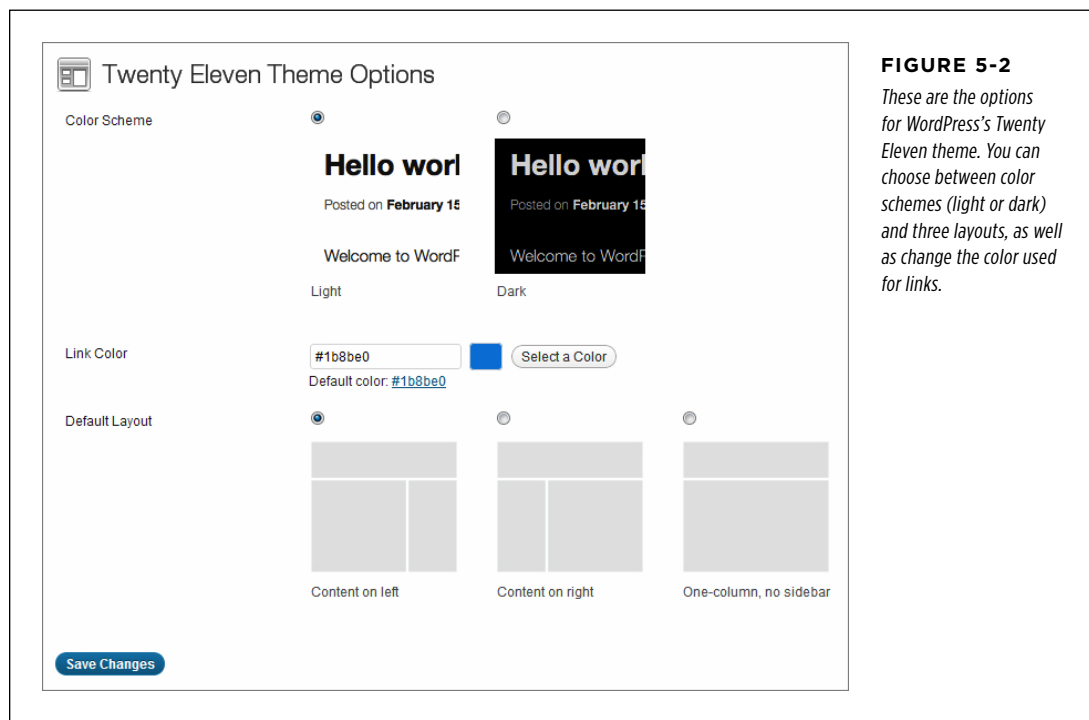 Twenty Eleven Theme Options
Color Scheme
Hello worl
Posted on February 15
Welcome to WordP
Light
Hello worl
Posted on February 15
Welcome to WordP
Dark
Link Color
#1b8be0
Select a Color
Default color: #1b8be0
Default Layout
Content on left
Content on right
One-column, no sidebar
Save Changes
FIGURE 5-2
These are the options
for WordPress's Twenty
Eleven theme. You can
choose between color
schemes (light or dark)
and three layouts, as well
as change the color used
for links.